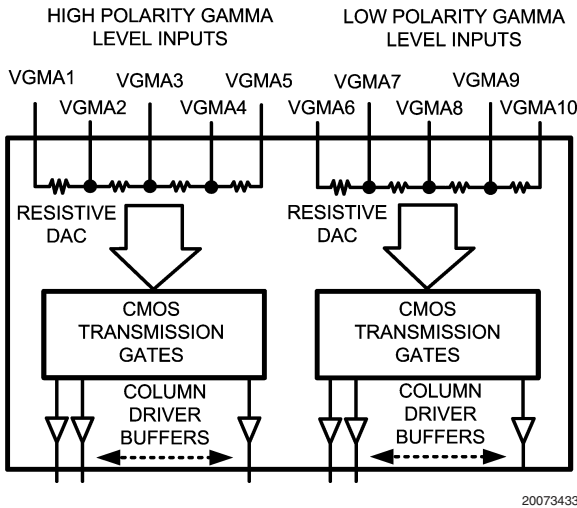 HIGH POLARITY GAMMA
LEVEL INPUTS
LOW POLARITY GAMMA
LEVEL INPUTS
VGMA1
VGMA2
VGMA3
VGMA4
VGMA5
VGMA6
VGMA7
VGMA8
VGMA9
VGMA10
RESISTIVE
DAC
RESISTIVE
DAC
CMOS
TRANSMISSION
GATES
CMOS
TRANSMISSION
GATES
COLUMN
DRIVER
BUFFERS
COLUMN
DRIVER
BUFFERS
20073433